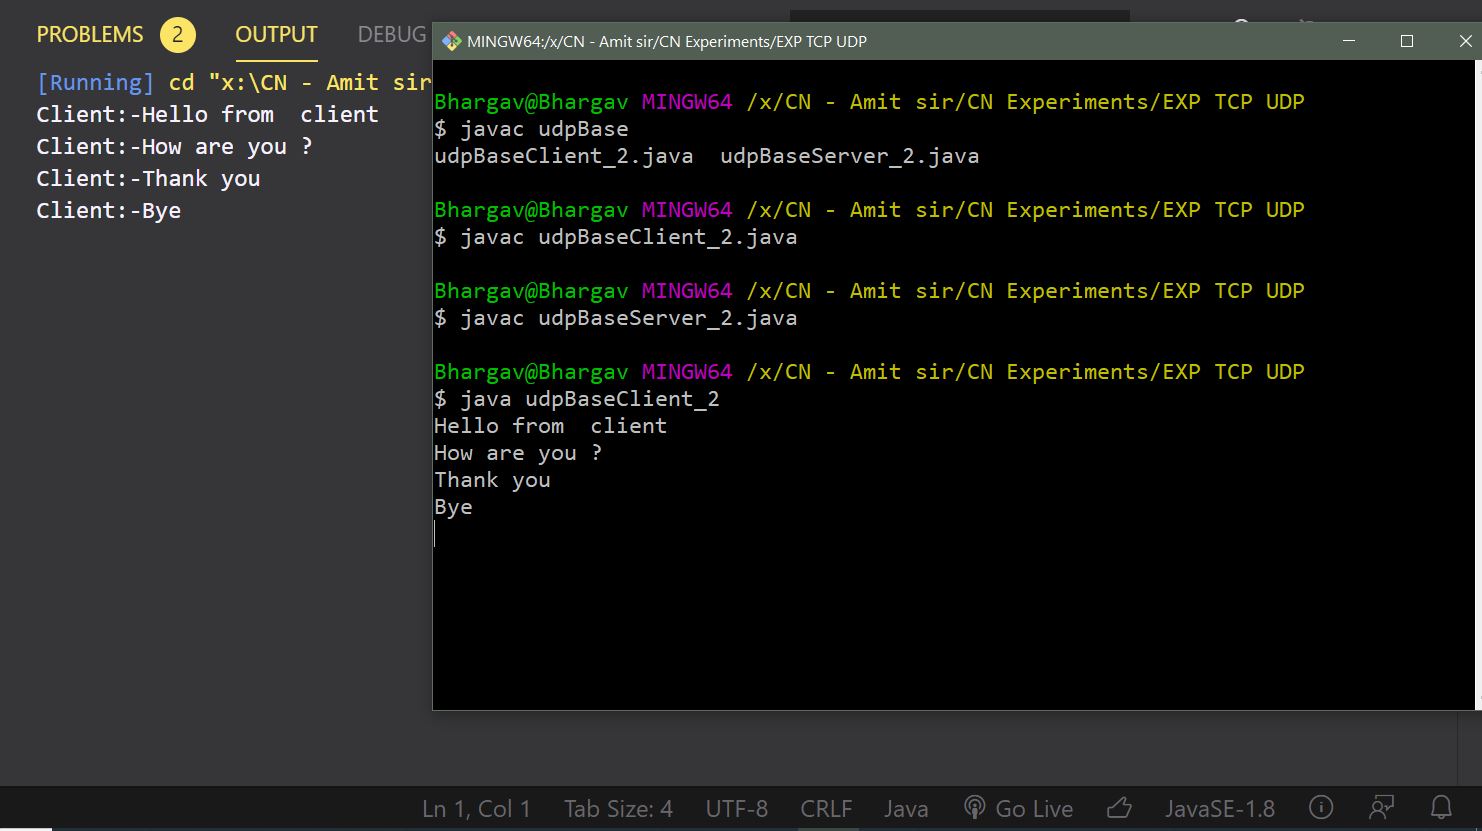 PROBLEMS 2 OUTPUT DEBUG
[Running] cd "x:\CN - Amit sir
Client:-Hello from  client
Client:-How are you ?
Client:-Thank you
Client:-Bye
MINGW64:/x/CN - Amit sir/CN Experiments/EXP TCP UDP
Bhargav@Bhargav MINGW64 /x/CN - Amit sir/CN Experiments/EXP TCP UDP
$ javac udpBase
udpBaseClient_2.java  udpBaseServer_2.java
Bhargav@Bhargav MINGW64 /x/CN - Amit sir/CN Experiments/EXP TCP UDP
$ javac udpBaseClient_2.java
Bhargav@Bhargav MINGW64 /x/CN - Amit sir/CN Experiments/EXP TCP UDP
$ javac udpBaseServer_2.java
Bhargav@Bhargav MINGW64 /x/CN - Amit sir/CN Experiments/EXP TCP UDP
$ java udpBaseClient_2
Hello from  client
How are you ?
Thank you
Bye
Ln 1, Col 1 Tab Size: 4 UTF-8 CRLF Java Go Live JavaSE-1.8